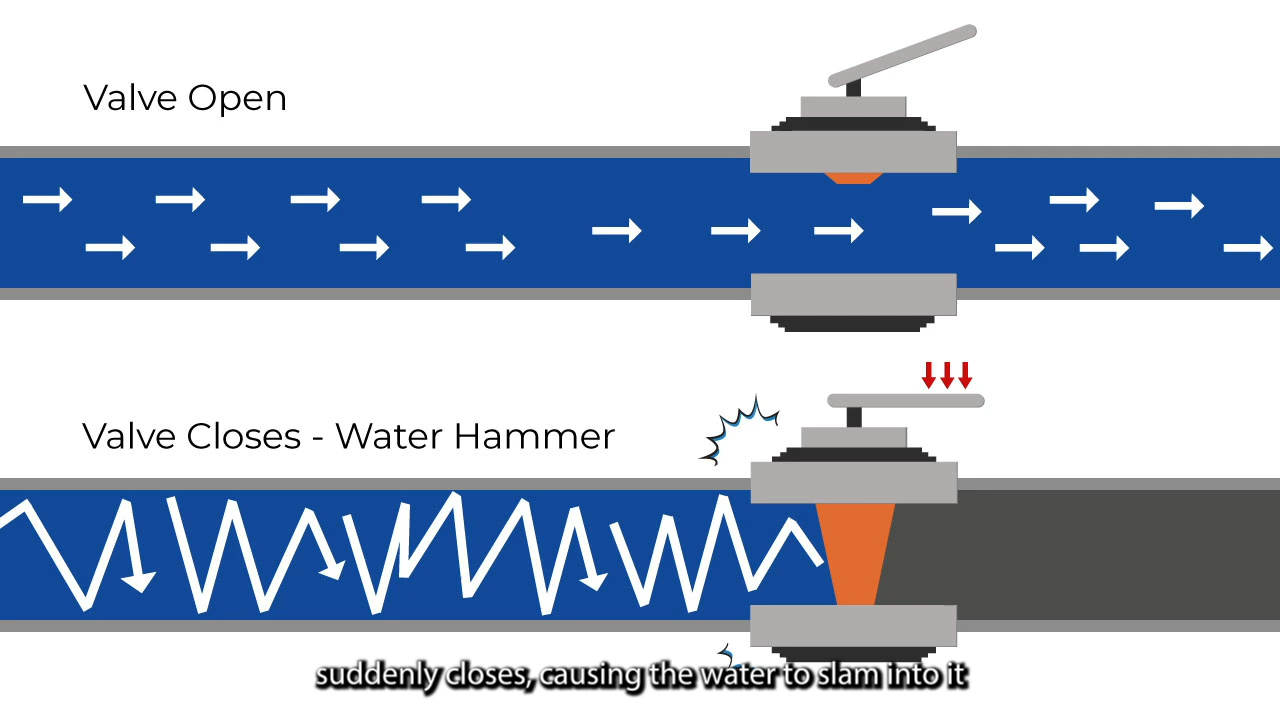 Valve Open
Valve Closes - Water Hammer
suddenly closes, causing the water to slam into it